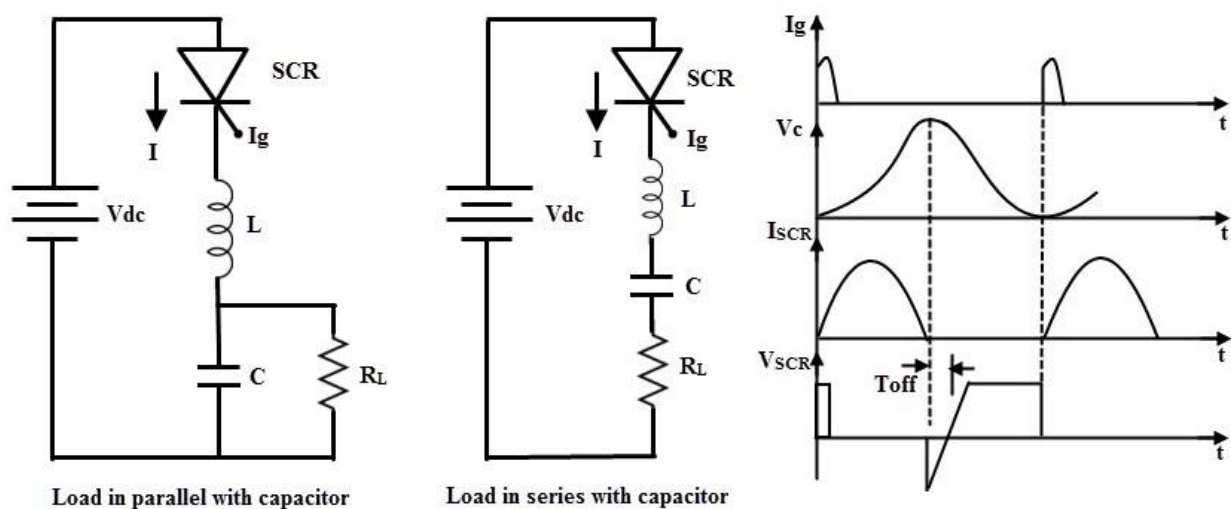 SCR
I
Ig
Vdc
L
C
RL
Load in parallel with capacitor
SCR
I
Ig
Vdc
L
C
RL
Load in series with capacitor
Ig
t
Vc
t
ISCR
t
VSCR
Toff
t